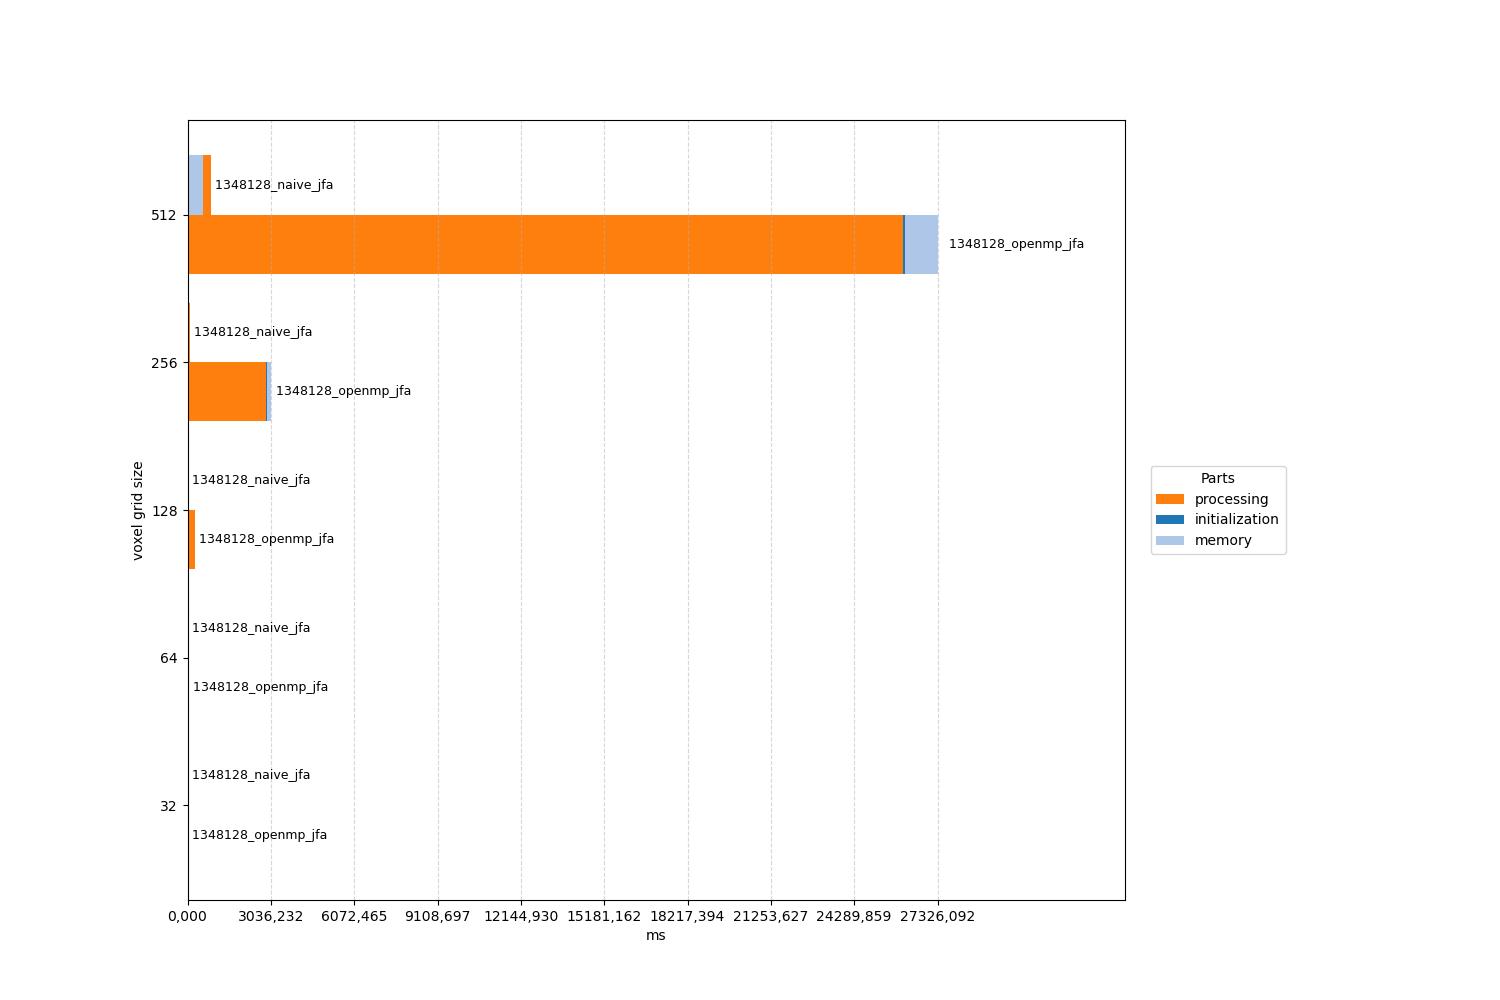 1348128_naive_jfa
512
1348128_openmp_jfa
1348128_naive_jfa
256
1348128_openmp_jfa
voxel grid size
1348128_naive_jfa
128
1348128_openmp_jfa
1348128_naive_jfa
64
1348128_openmp_jfa
1348128_naive_jfa
32
1348128_openmp_jfa
0,000 3036,232 6072,465 9108,697 12144,930 15181,162 18217,394 21253,627 24289,859 27326,092
ms
Parts
processing
initialization
memory